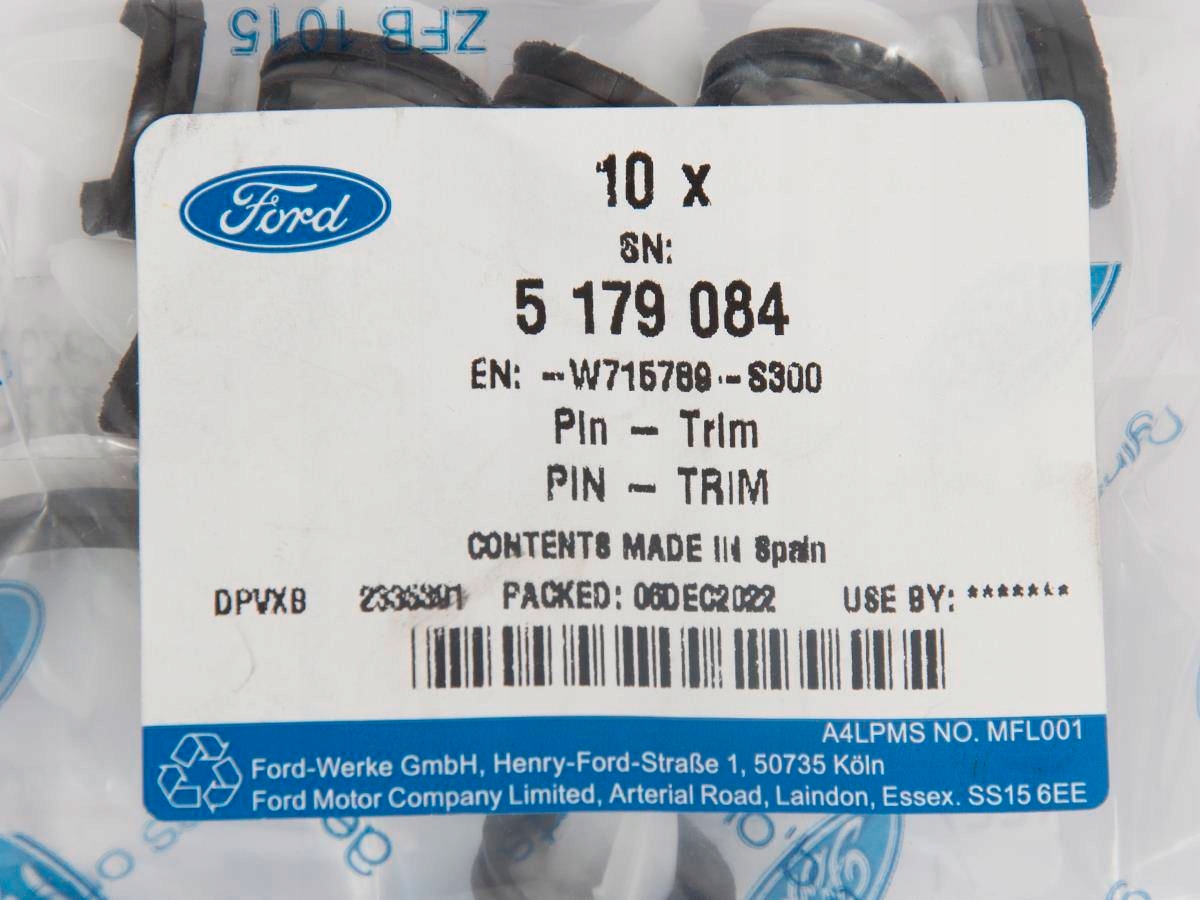 ZFB 1015
Ford
10 x
SN:
5 179 084
EN: -W715789-S300
Pin - Trim
PIN - TRIM
CONTENTS MADE IN Spain
DPVXB PACKED: 06DEC2022 USE BY: *******
A4LPMS NO. MFL001
Ford-Werke GmbH, Henry-Ford-Straße 1, 50735 Köln
Ford Motor Company Limited, Arterial Road, Laindon, Essex. SS15 6EE